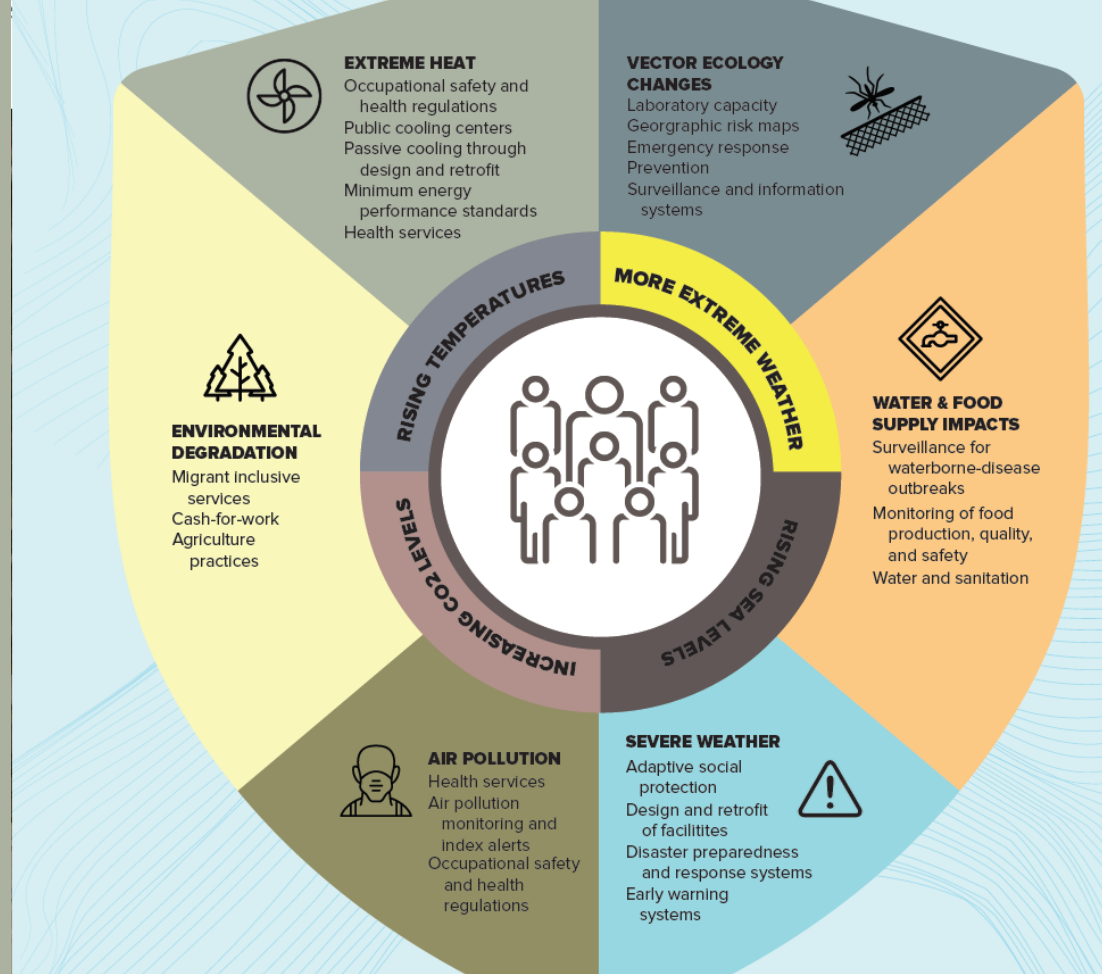 EXTREME HEAT
Occupational safety and
health regulations
Public cooling centers
Passive cooling through
design and retrofit
Minimum energy
performance standards
Health services
VECTOR ECOLOGY
CHANGES
Laboratory capacity
Georgraphic risk maps
Emergency response
Prevention
Surveillance and information
systems
RISING TEMPERATURES
MORE EXTREME WEATHER
ENVIRONMENTAL
DEGRADATION
Migrant inclusive
services
Cash-for-work
Agriculture
practices
WATER & FOOD
SUPPLY IMPACTS
Surveillance for
waterborne-disease
outbreaks
Monitoring of food
production, quality,
and safety
Water and sanitation
INCREASING CO2 LEVELS
RISING SEA LEVELS
AIR POLLUTION
Health services
Air pollution
monitoring and
index alerts
Occupational safety
and health
regulations
SEVERE WEATHER
Adaptive social
protection
Design and retrofit
of facilitites
Disaster preparedness
and response systems
Early warning
systems